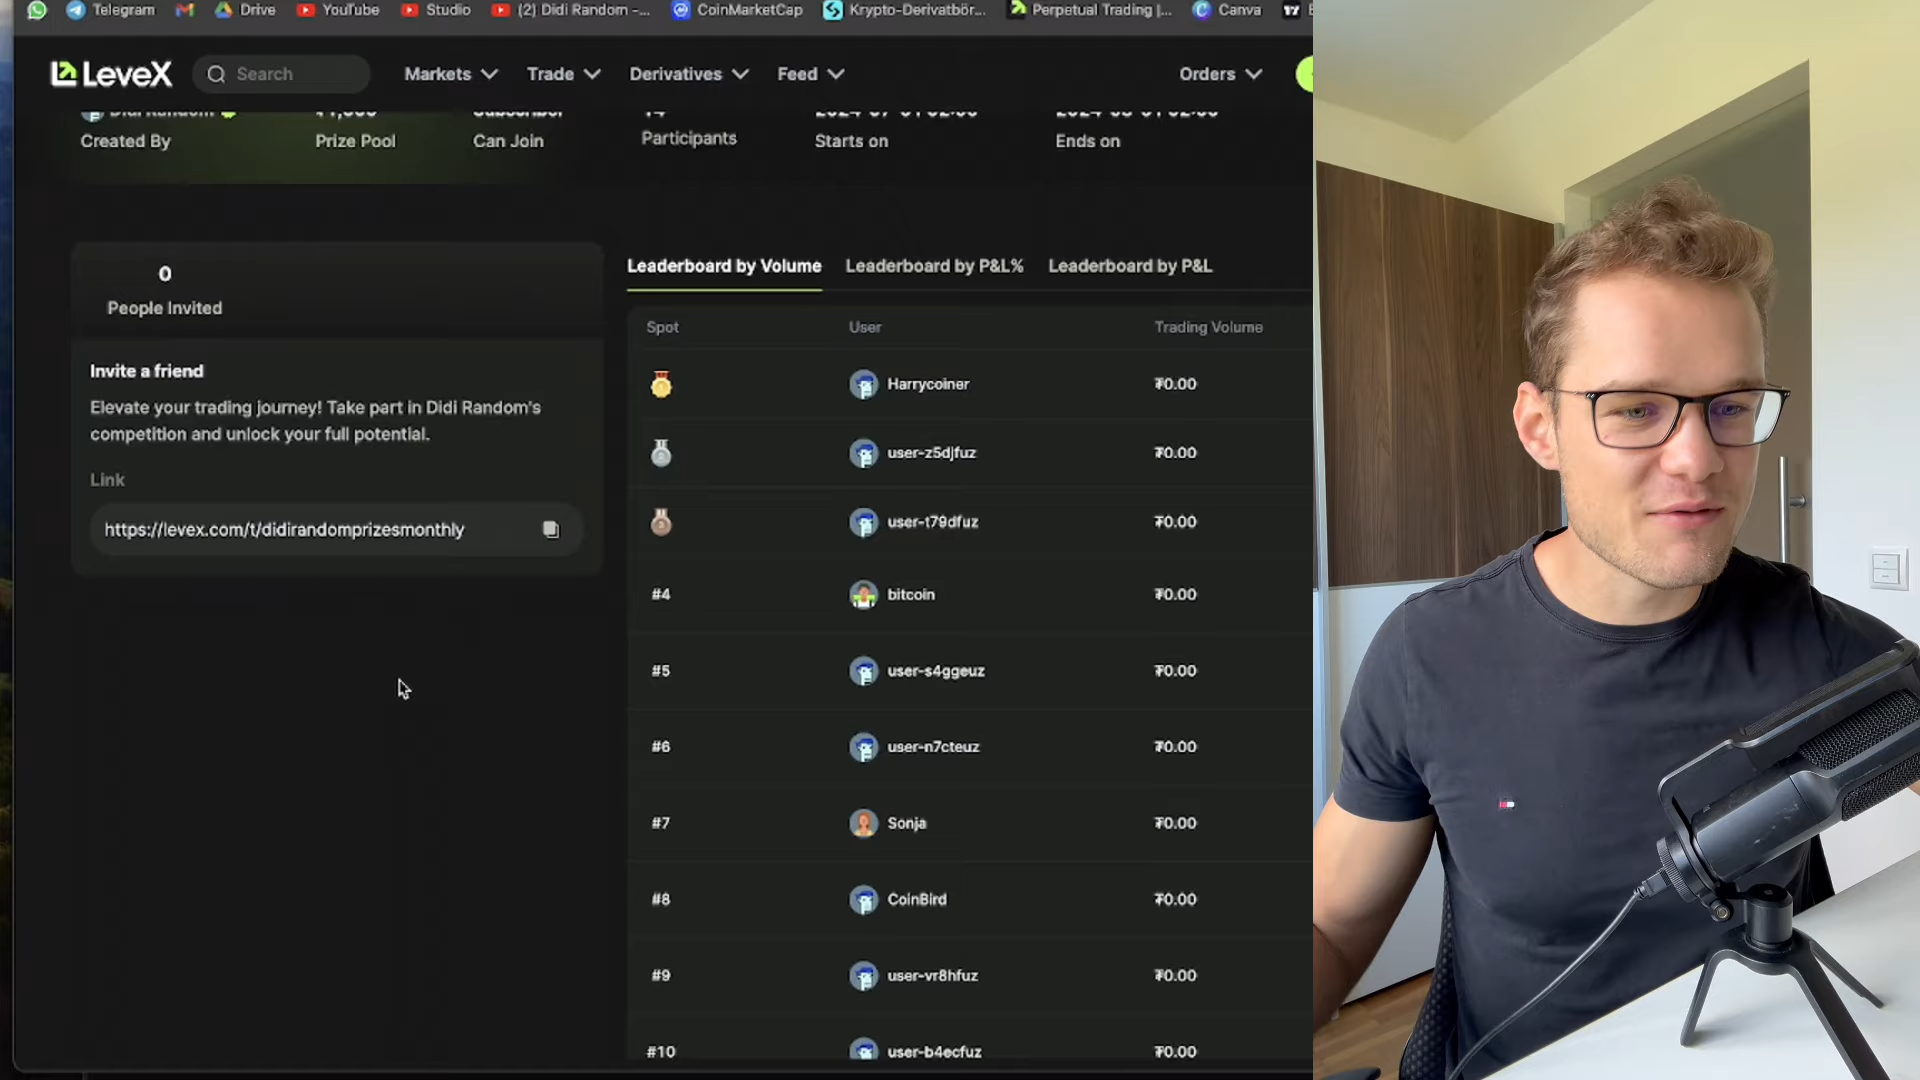 Telegram
Drive
YouTube
Studio
(2) Didi Random –...
CoinMarketCap
Krypto-Derivatbör...
Perpetual Trading |...
Canva
LeveX
Search
Markets
Trade
Derivatives
Feed
Orders
Didi Random
Created By
Prize Pool
Subscriber
Can Join
14
Participants
Starts on
Ends on
0
People Invited
Invite a friend
Elevate your trading journey! Take part in Didi Random's
competition and unlock your full potential.
Link
https://levex.com/t/didirandomprizesmonthly
Leaderboard by Volume
Leaderboard by P&L%
Leaderboard by P&L
Spot User Trading Volume
Harrycoiner ₮0.00
user-z5djfuz ₮0.00
user-t79dfuz ₮0.00
#4 bitcoin ₮0.00
#5 user-s4ggeuz ₮0.00
#6 user-n7cteuz ₮0.00
#7 Sonja ₮0.00
#8 CoinBird ₮0.00
#9 user-vr8hfuz ₮0.00
#10 user-b4ecfuz ₮0.00